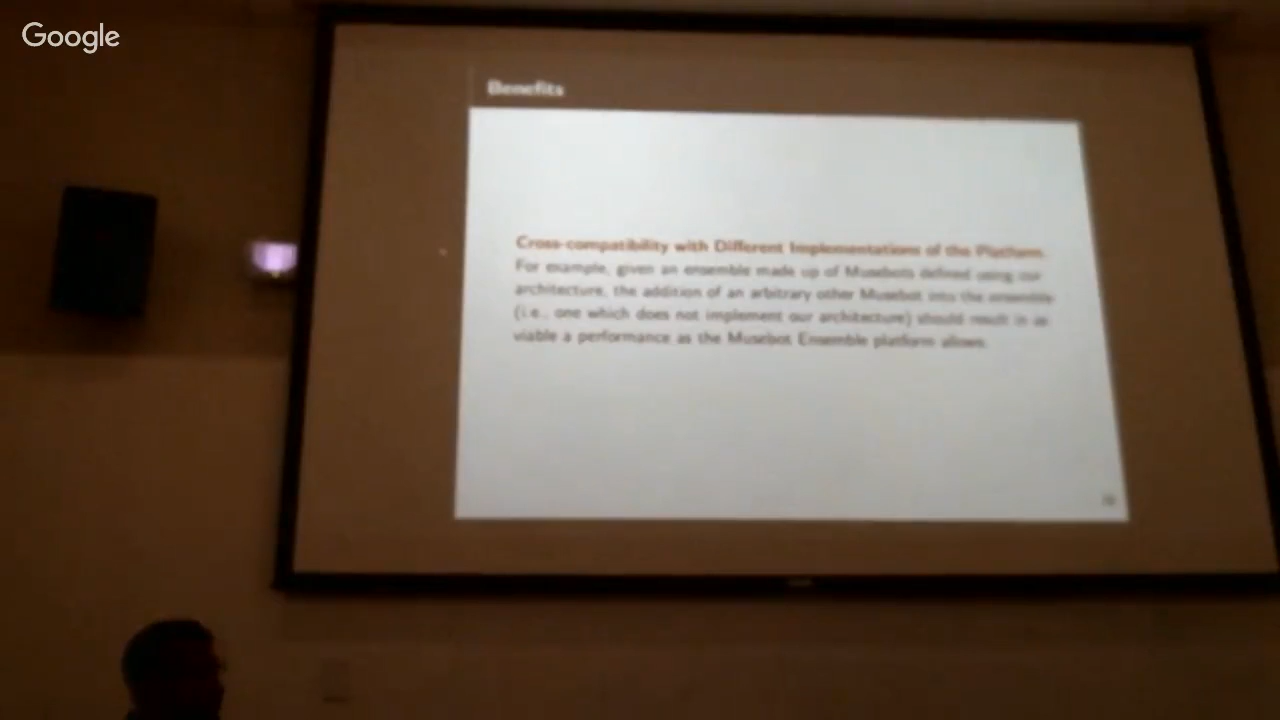 Google
Benefits
Cross-compatibility with Different Implementations of the Platform
For example, given an ensemble made up of Musebots defined using our
architecture, the addition of an arbitrary other Musebot into the ensemble
(i.e., one which does not implement our architecture) should result in as
viable a performance as the Musebot Ensemble platform allows.